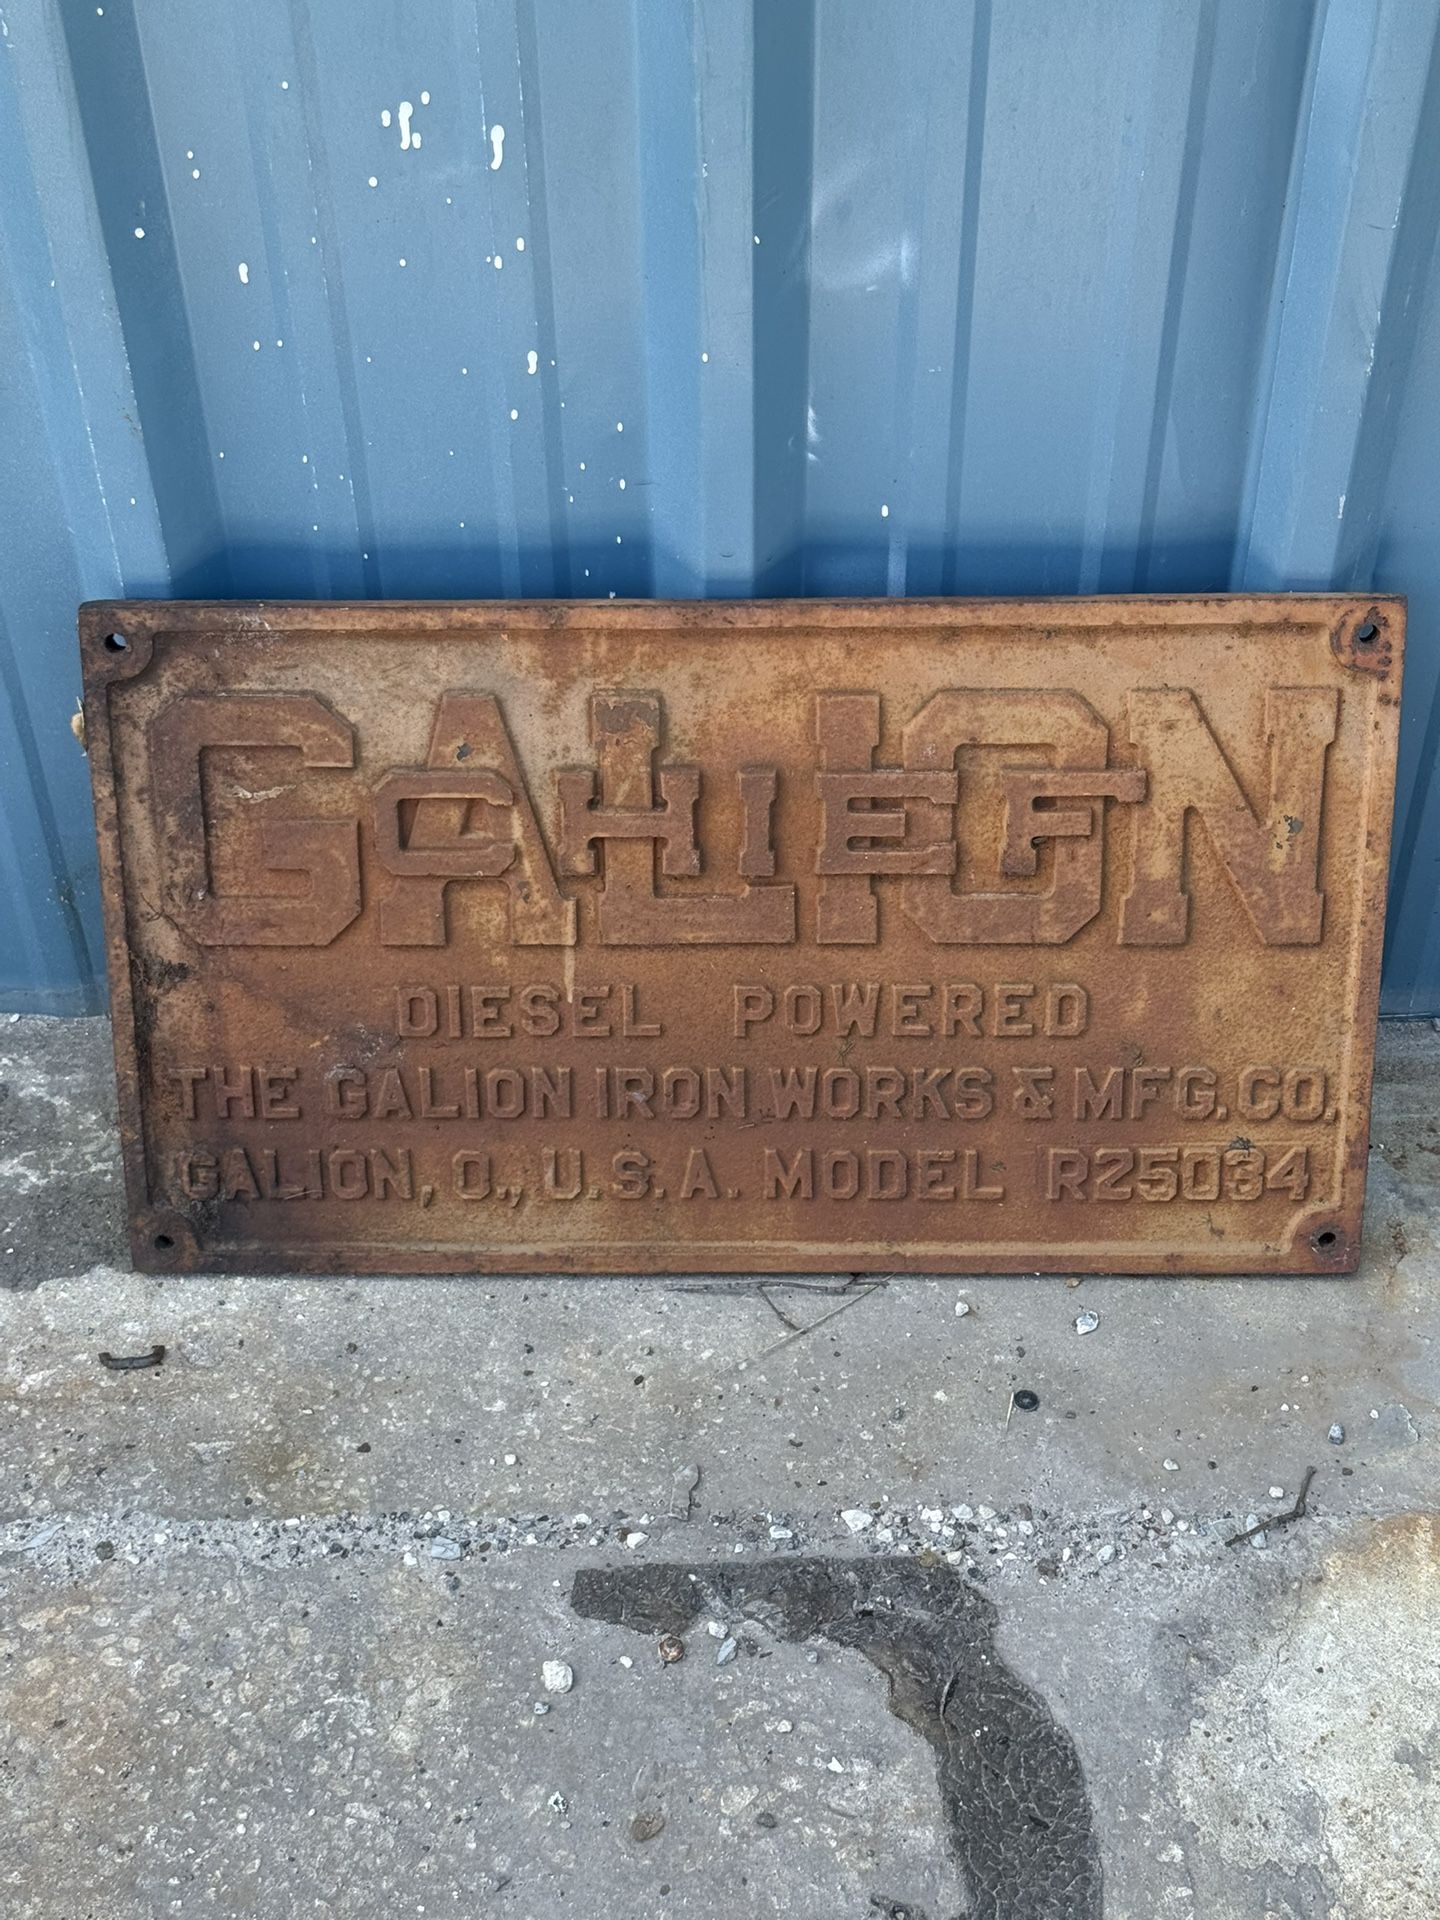 GALION
CHIEF
DIESEL POWERED
THE GALION IRON WORKS & MFG. CO.
GALION, O., U.S.A. MODEL R25034